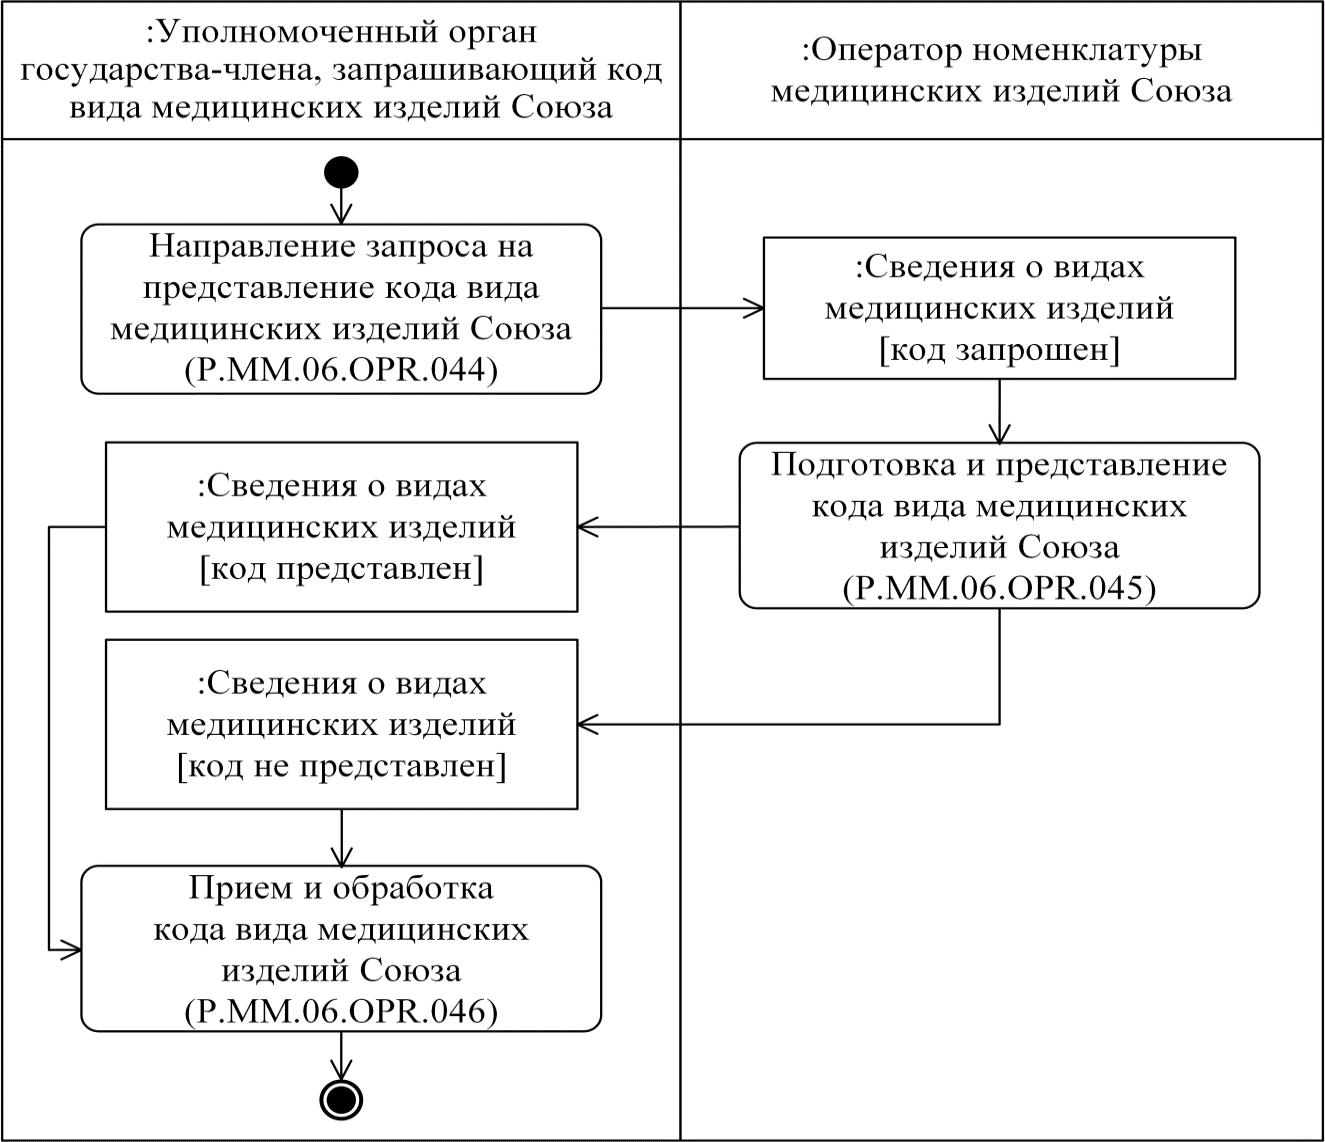 :Уполномоченный орган
государства-члена, запрашивающий код
вида медицинских изделий Союза
:Оператор номенклатуры
медицинских изделий Союза
Направление запроса на
представление кода вида
медицинских изделий Союза
(P.MM.06.OPR.044)
:Сведения о видах
медицинских изделий
[код запрошен]
Подготовка и представление
кода вида медицинских
изделий Союза
(P.MM.06.OPR.045)
:Сведения о видах
медицинских изделий
[код представлен]
:Сведения о видах
медицинских изделий
[код не представлен]
Прием и обработка
кода вида медицинских
изделий Союза
(P.MM.06.OPR.046)